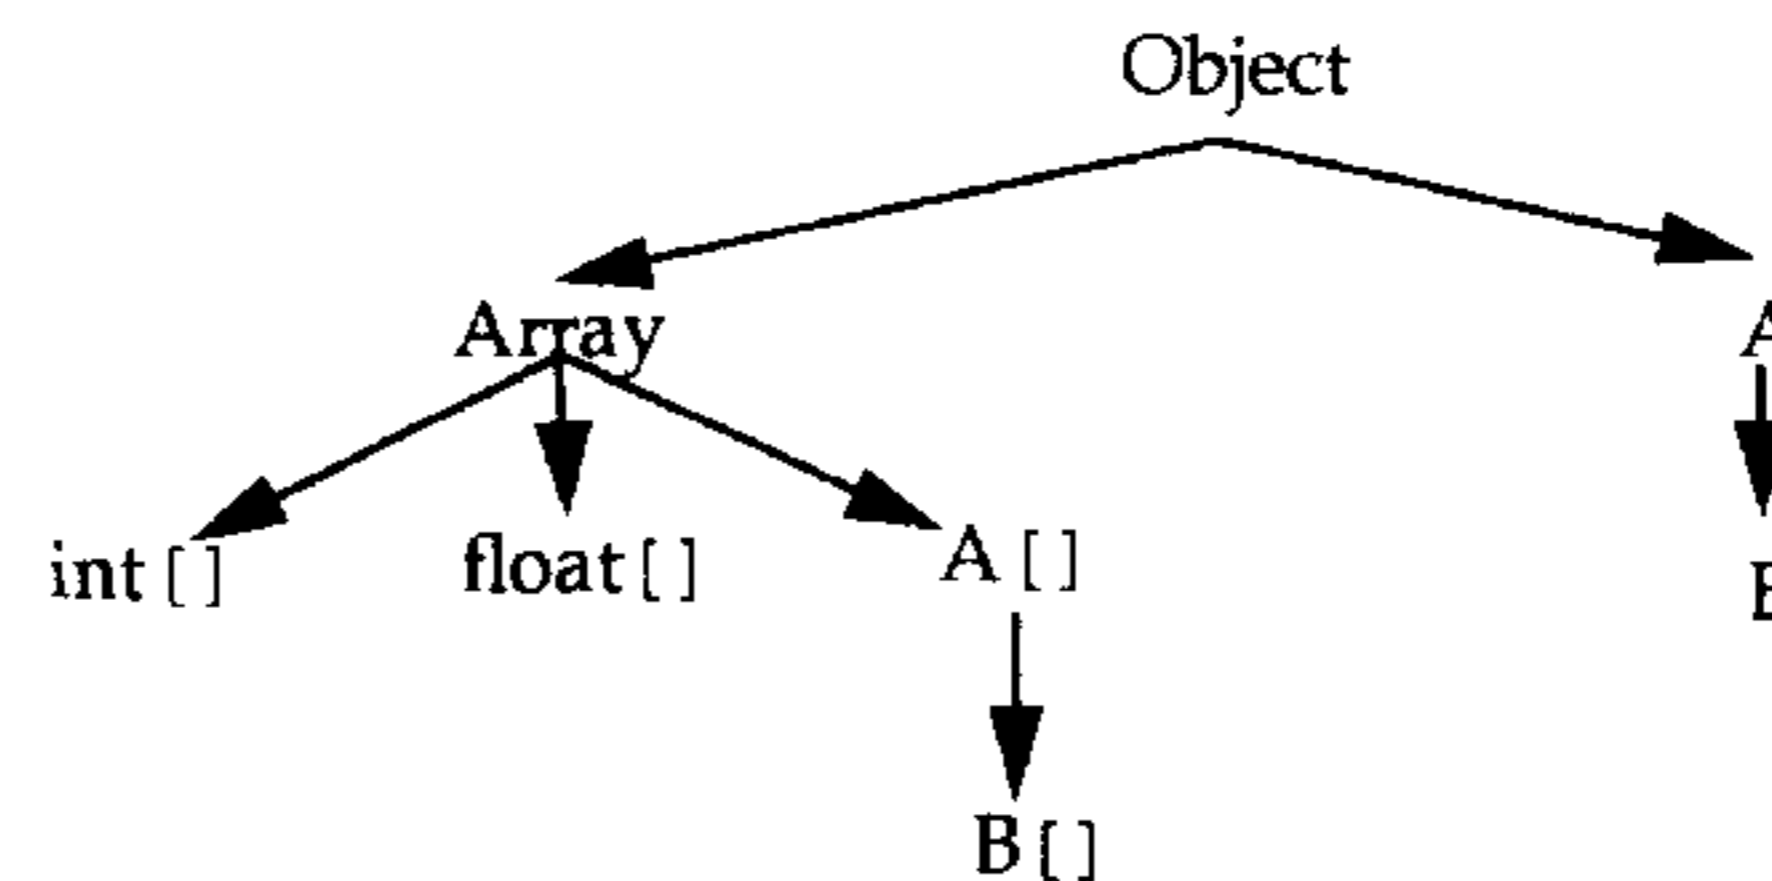 Object
Array A
int [ ] float [ ] A [ ]
B [ ]